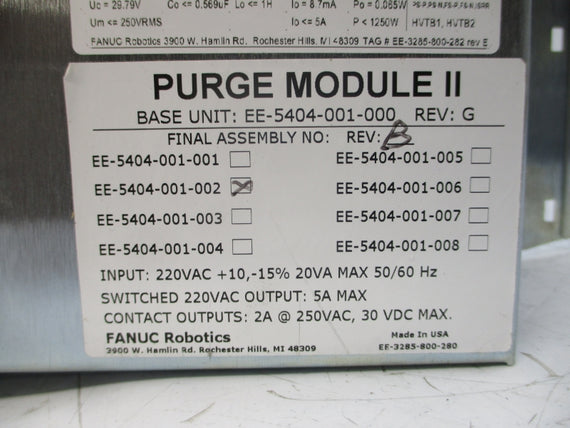 Uo = 29.79V Co <= 0.569uF Lo <= 1H Io = 8.7mA Po = 0.065W
Um <= 250VRMS Io <= 5A P < 1250W HVTB1, HVTB2
FANUC Robotics 3900 W. Hamlin Rd. Rochester Hills, MI 48309 TAG # EE-3285-800-282 rev E
PURGE MODULE II
BASE UNIT: EE-5404-001-000 REV: G
FINAL ASSEMBLY NO: REV: B
EE-5404-001-001
EE-5404-001-002
EE-5404-001-003
EE-5404-001-004
EE-5404-001-005
EE-5404-001-006
EE-5404-001-007
EE-5404-001-008
INPUT: 220VAC +10,-15% 20VA MAX 50/60 Hz
SWITCHED 220VAC OUTPUT: 5A MAX
CONTACT OUTPUTS: 2A @ 250VAC, 30 VDC MAX.
FANUC Robotics
3900 W. Hamlin Rd. Rochester Hills, MI 48309
Made In USA
EE-3285-800-280